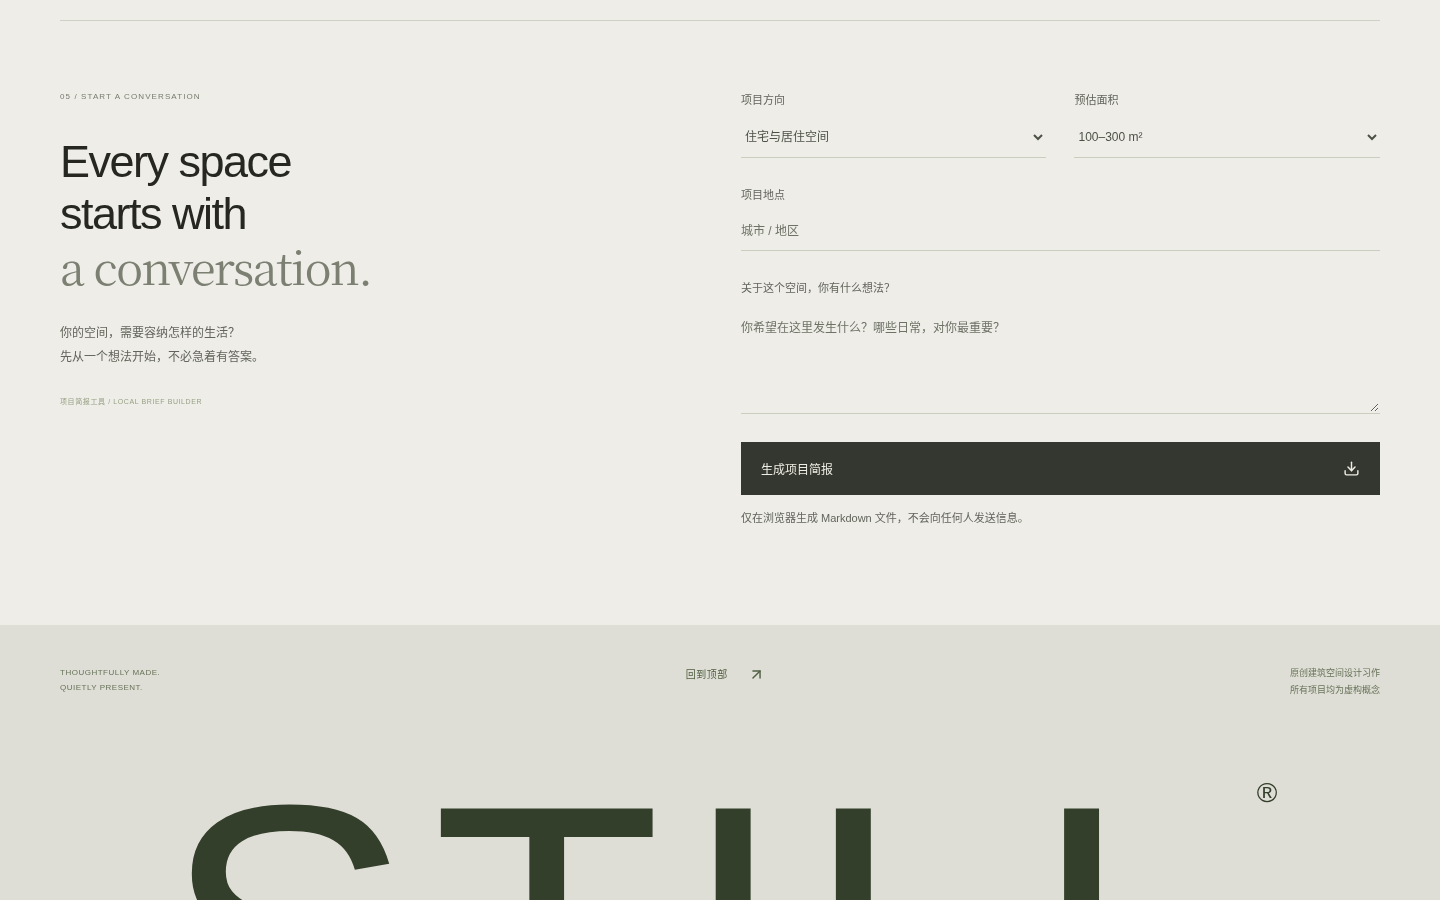 05 / START A CONVERSATION
Every space
starts with
a conversation.
你的空间，需要容纳怎样的生活？
先从一个想法开始，不必急着有答案。
项目简报工具 / LOCAL BRIEF BUILDER
项目方向
住宅与居住空间
预估面积
100–300 m²
项目地点
城市 / 地区
关于这个空间，你有什么想法？
你希望在这里发生什么？哪些日常，对你最重要？
生成项目简报
仅在浏览器生成 Markdown 文件，不会向任何人发送信息。
THOUGHTFULLY MADE.
QUIETLY PRESENT.
回到顶部
原创建筑空间设计习作
所有项目均为虚构概念
STILL®